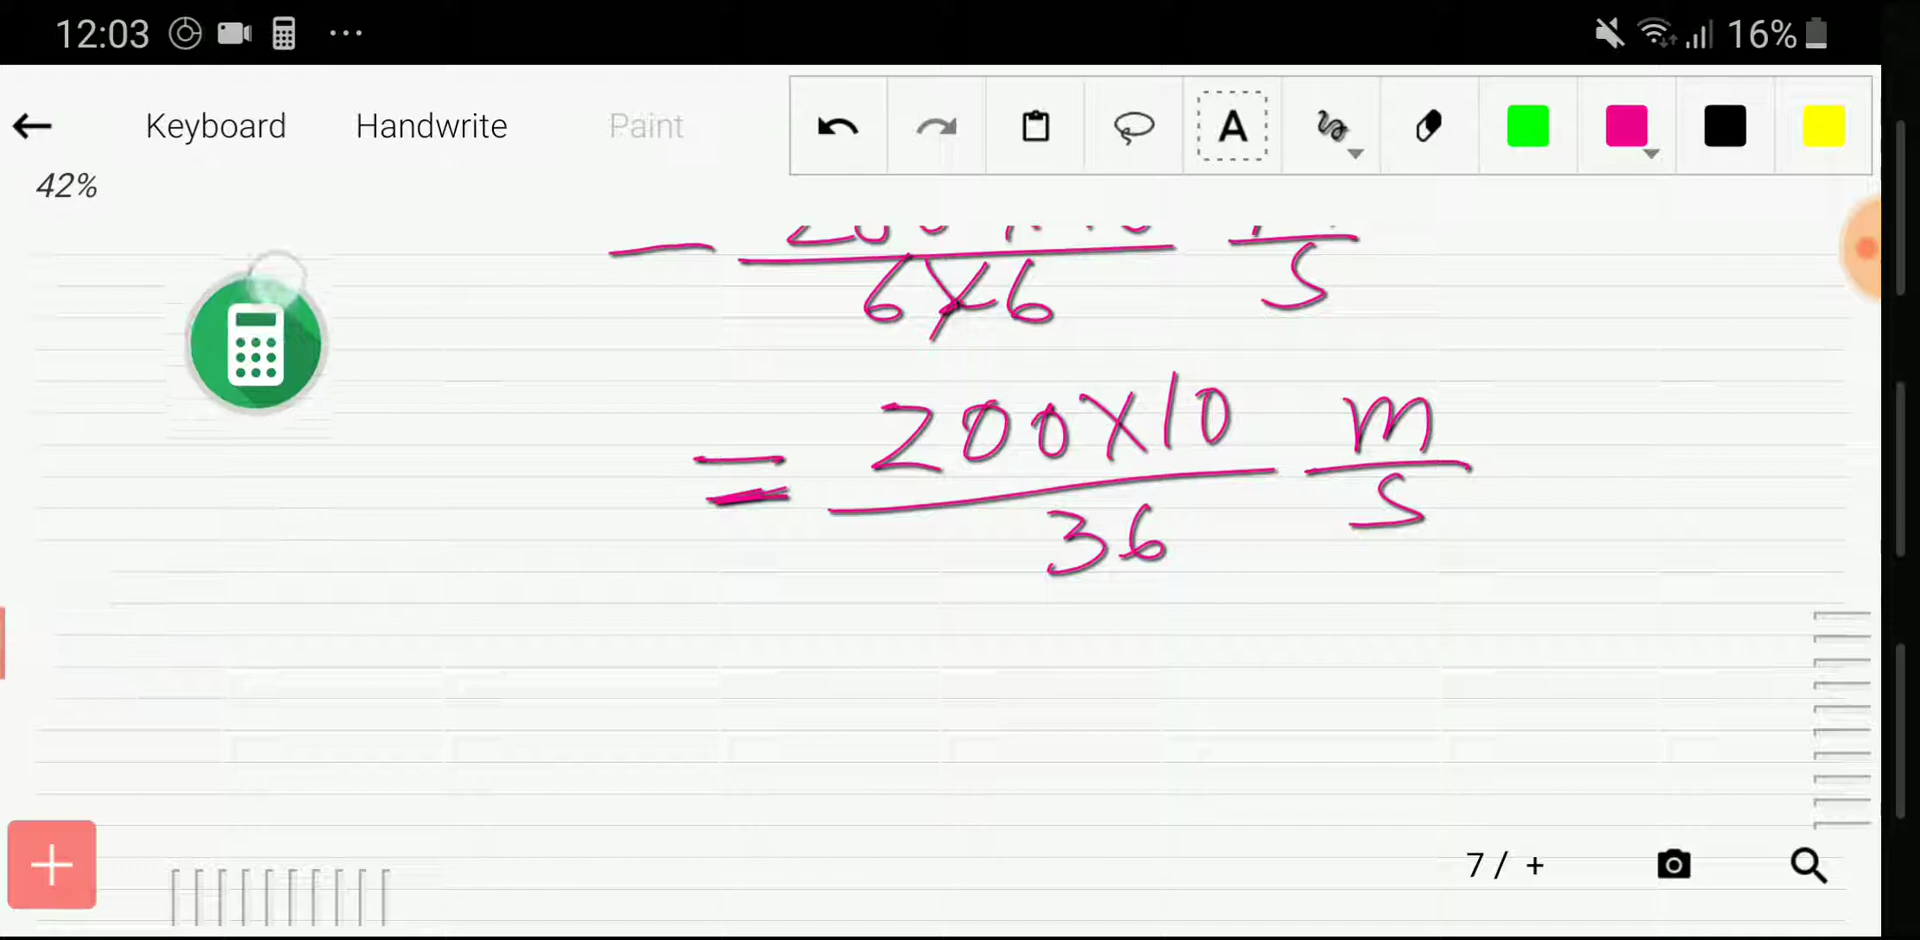 12:03 ... 16%
Keyboard Handwrite Paint A
42%
6×6 S
= 200×10 m
36 S
7 / +